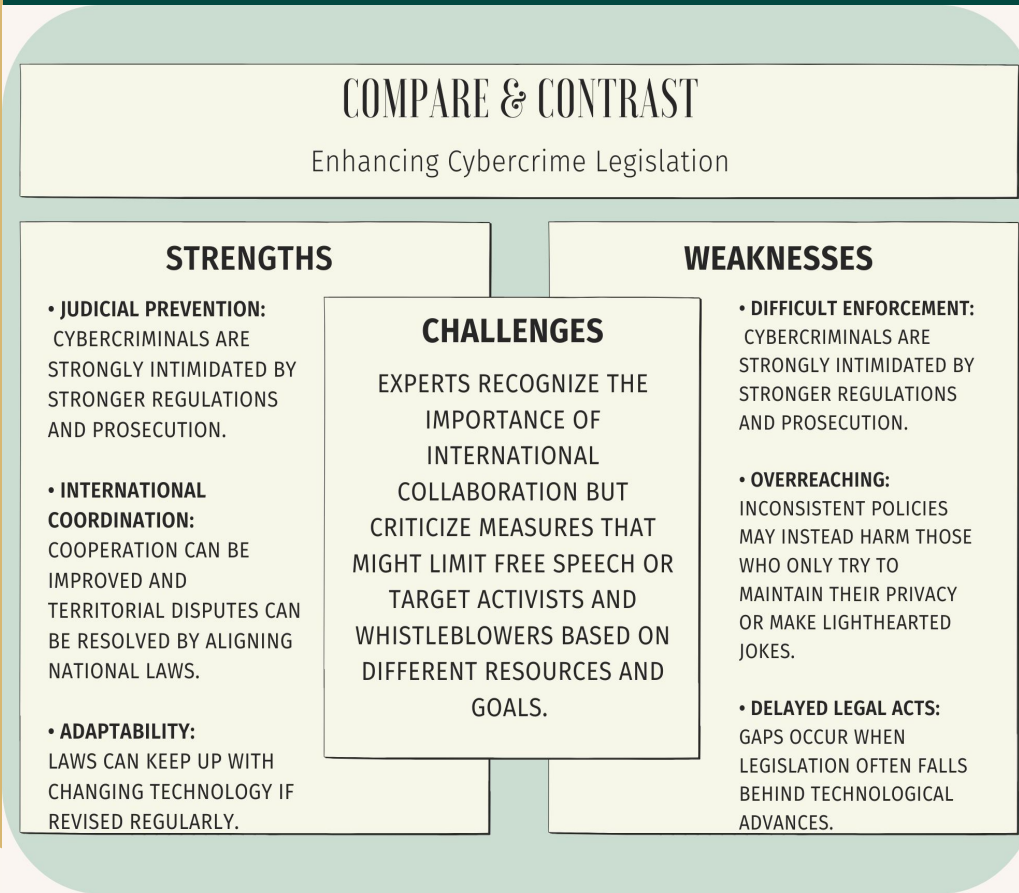 COMPARE & CONTRAST
Enhancing Cybercrime Legislation
STRENGTHS
• JUDICIAL PREVENTION:
CYBERCRIMINALS ARE
STRONGLY INTIMIDATED BY
STRONGER REGULATIONS
AND PROSECUTION.
• INTERNATIONAL
COORDINATION:
COOPERATION CAN BE
IMPROVED AND
TERRITORIAL DISPUTES CAN
BE RESOLVED BY ALIGNING
NATIONAL LAWS.
• ADAPTABILITY:
LAWS CAN KEEP UP WITH
CHANGING TECHNOLOGY IF
REVISED REGULARLY.
CHALLENGES
EXPERTS RECOGNIZE THE
IMPORTANCE OF
INTERNATIONAL
COLLABORATION BUT
CRITICIZE MEASURES THAT
MIGHT LIMIT FREE SPEECH OR
TARGET ACTIVISTS AND
WHISTLEBLOWERS BASED ON
DIFFERENT RESOURCES AND
GOALS.
WEAKNESSES
• DIFFICULT ENFORCEMENT:
CYBERCRIMINALS ARE
STRONGLY INTIMIDATED BY
STRONGER REGULATIONS
AND PROSECUTION.
• OVERREACHING:
INCONSISTENT POLICIES
MAY INSTEAD HARM THOSE
WHO ONLY TRY TO
MAINTAIN THEIR PRIVACY
OR MAKE LIGHTHEARTED
JOKES.
• DELAYED LEGAL ACTS:
GAPS OCCUR WHEN
LEGISLATION OFTEN FALLS
BEHIND TECHNOLOGICAL
ADVANCES.